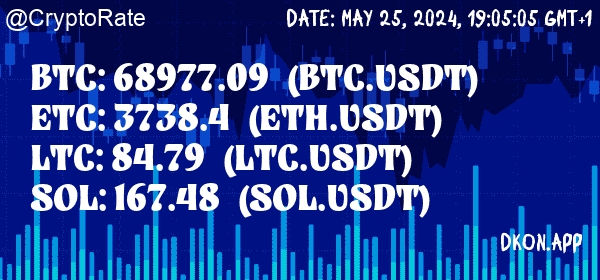 @CryptoRate
DATE: MAY 25, 2024, 19:05:05 GMT+1
BTC: 68977.09 (BTC.USDT)
ETC: 3738.4 (ETH.USDT)
LTC: 84.79 (LTC.USDT)
SOL: 167.48 (SOL.USDT)
DKON.APP